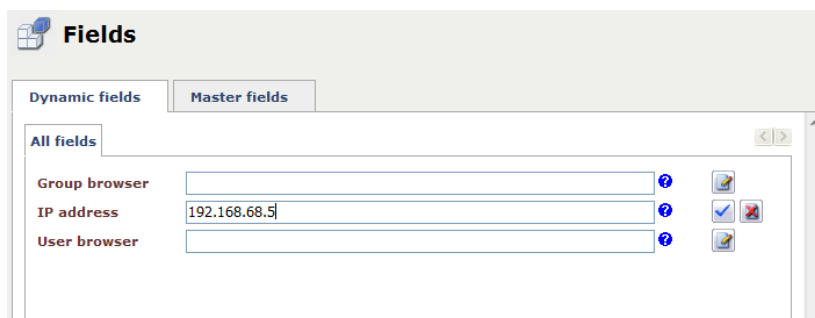 Fields
Dynamic fields Master fields
All fields
Group browser
IP address 192.168.68.5
User browser